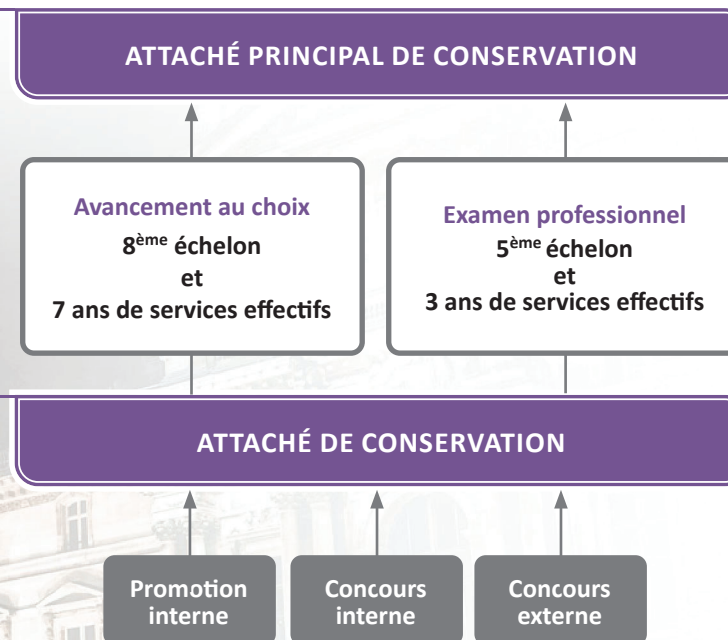 ATTACHÉ PRINCIPAL DE CONSERVATION
Avancement au choix
8ème échelon
et
7 ans de services effectifs
Examen professionnel
5ème échelon
et
3 ans de services effectifs
ATTACHÉ DE CONSERVATION
Promotion
interne
Concours
interne
Concours
externe